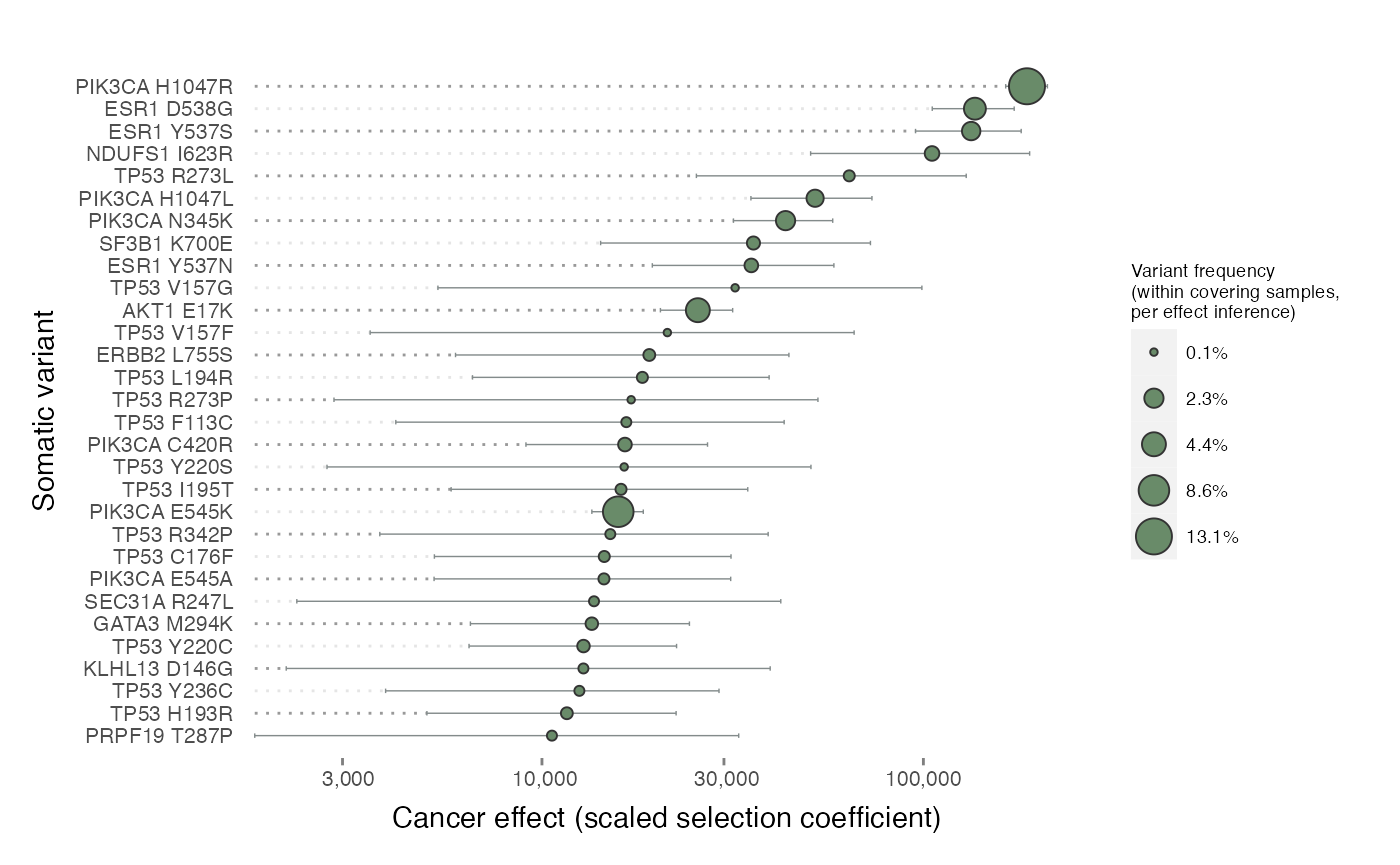 PIK3CA H1047R
ESR1 D538G
ESR1 Y537S
NDUFS1 I623R
TP53 R273L
PIK3CA H1047L
PIK3CA N345K
SF3B1 K700E
ESR1 Y537N
TP53 V157G
AKT1 E17K
TP53 V157F
ERBB2 L755S
TP53 L194R
TP53 R273P
TP53 F113C
PIK3CA C420R
TP53 Y220S
TP53 I195T
PIK3CA E545K
TP53 R342P
TP53 C176F
PIK3CA E545A
SEC31A R247L
GATA3 M294K
TP53 Y220C
KLHL13 D146G
TP53 Y236C
TP53 H193R
PRPF19 T287P
Somatic variant
3,000 10,000 30,000 100,000
Cancer effect (scaled selection coefficient)
Variant frequency
(within covering samples,
per effect inference)
0.1%
2.3%
4.4%
8.6%
13.1%